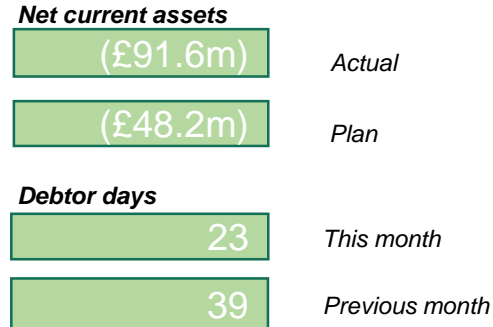 Net current assets
(£91.6m) Actual
(£48.2m) Plan
Debtor days
23 This month
39 Previous month